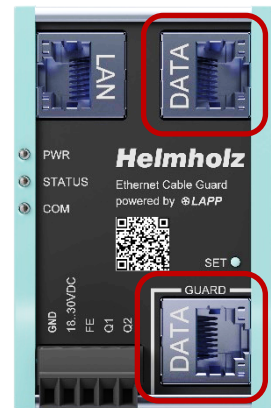 LAN
DATA
PWR
STATUS
COM
Helmholz
Ethernet Cable Guard
powered by LAPP
SET
GUARD
DATA
GND
18..30VDC
FE
Q1
Q2